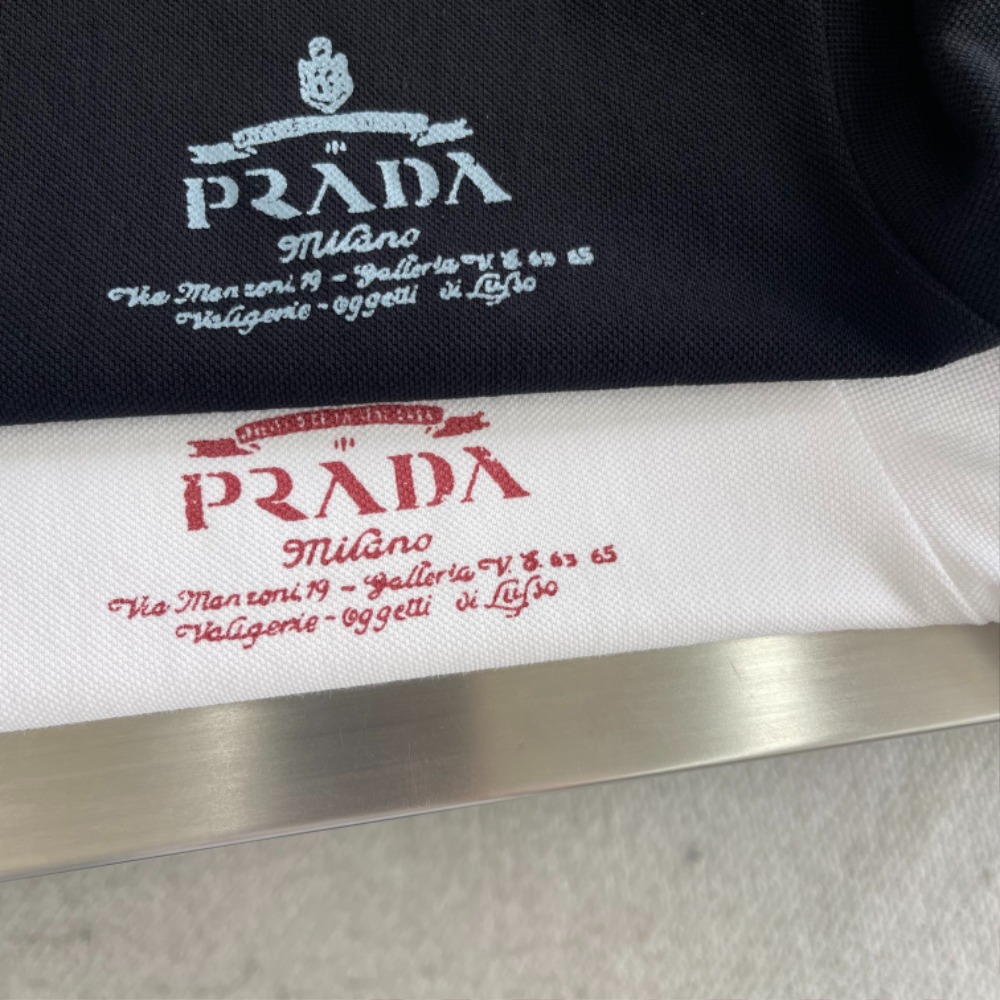 PRADA
Milano
Via Manzoni, 19 - Galleria V. E. 63 65
Valigerie - Oggetti di Lusso
PRADA
Milano
Via Manzoni, 19 - Galleria V. E. 63 65
Valigerie - Oggetti di Lusso